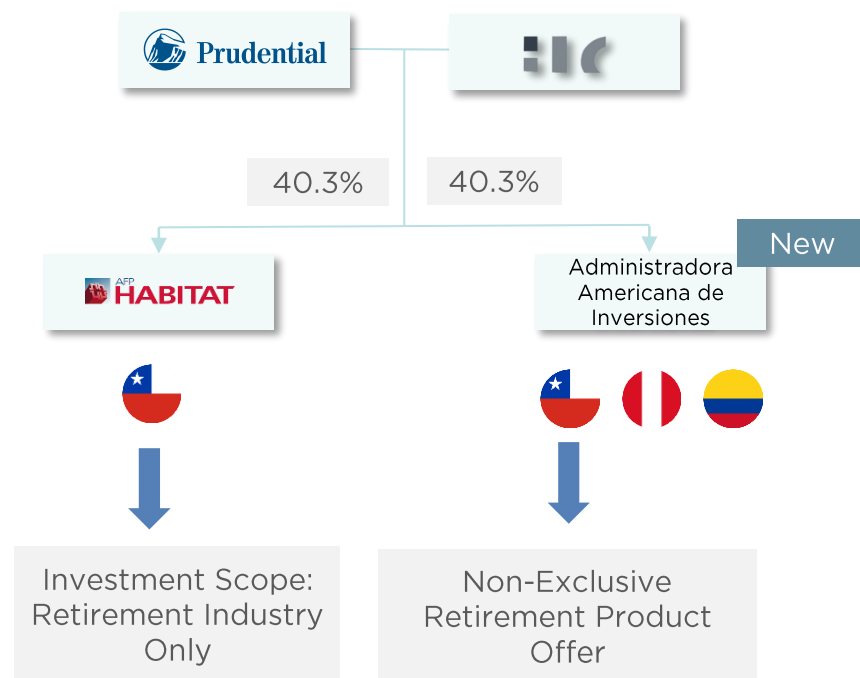 Prudential
40.3%
40.3%
New
AFP
HABITAT
Administradora
Americana de
Inversiones
Investment Scope:
Retirement Industry
Only
Non-Exclusive
Retirement Product
Offer